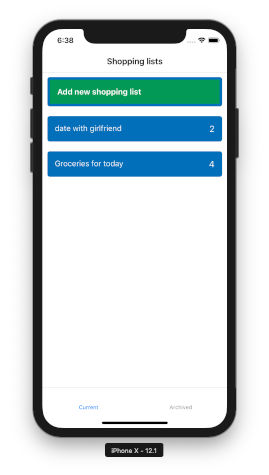 6:38
Shopping lists
Add new shopping list
date with girlfriend 2
Groceries for today 4
Current Archived
iPhone X - 12.1